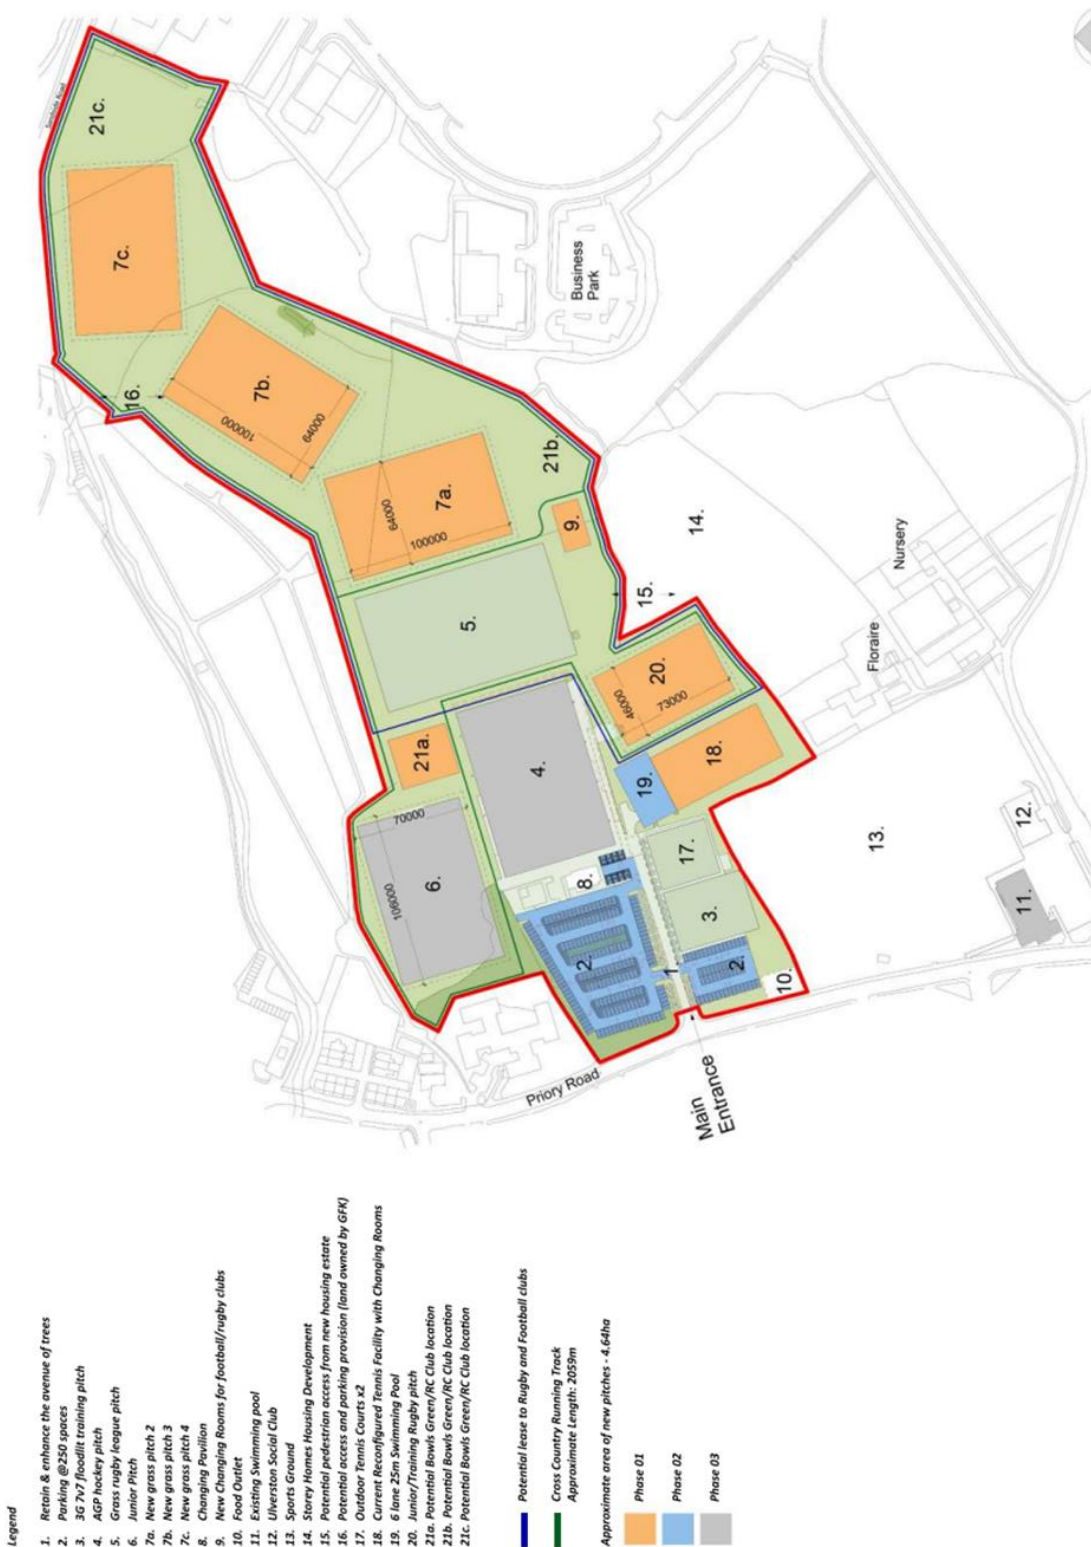 Legend
1. Retain & enhance the avenue of trees
2. Parking @250 spaces
3. 3G 7v7 floodlit training pitch
4. AGP hockey pitch
5. Grass rugby league pitch
6. Junior Pitch
7a. New grass pitch 2
7b. New grass pitch 3
7c. New grass pitch 4
8. Changing Pavilion
9. New Changing Rooms for football/rugby clubs
10. Food Outlet
11. Existing Swimming pool
12. Ulverston Social Club
13. Sports Ground
14. Storey Homes Housing Development
15. Potential pedestrian access from new housing estate
16. Potential access and parking provision (land owned by GFK)
17. Outdoor Tennis Courts x2
18. Current Reconfigured Tennis Facility with Changing Rooms
19. 6 lane 25m Swimming Pool
20. Junior/Training Rugby pitch
21a. Potential Bowls Green/RC Club location
21b. Potential Bowls Green/RC Club location
21c. Potential Bowls Green/RC Club location
Potential lease to Rugby and Football clubs
Cross Country Running Track
Approximate Length: 2059m
Approximate area of new pitches - 4.64ha
Phase 01
Phase 02
Phase 03
Priory Road
Main
Entrance
6.
106000
70000
21a.
2.
8.
4.
1.
2.
10.
3.
17.
19.
18.
20.
46000
73000
5.
7a.
64000
100000
9.
21b.
7b.
100000
64000
16.
7c.
21c.
15.
14.
13.
12.
11.
Floraire
Nursery
Business
Park